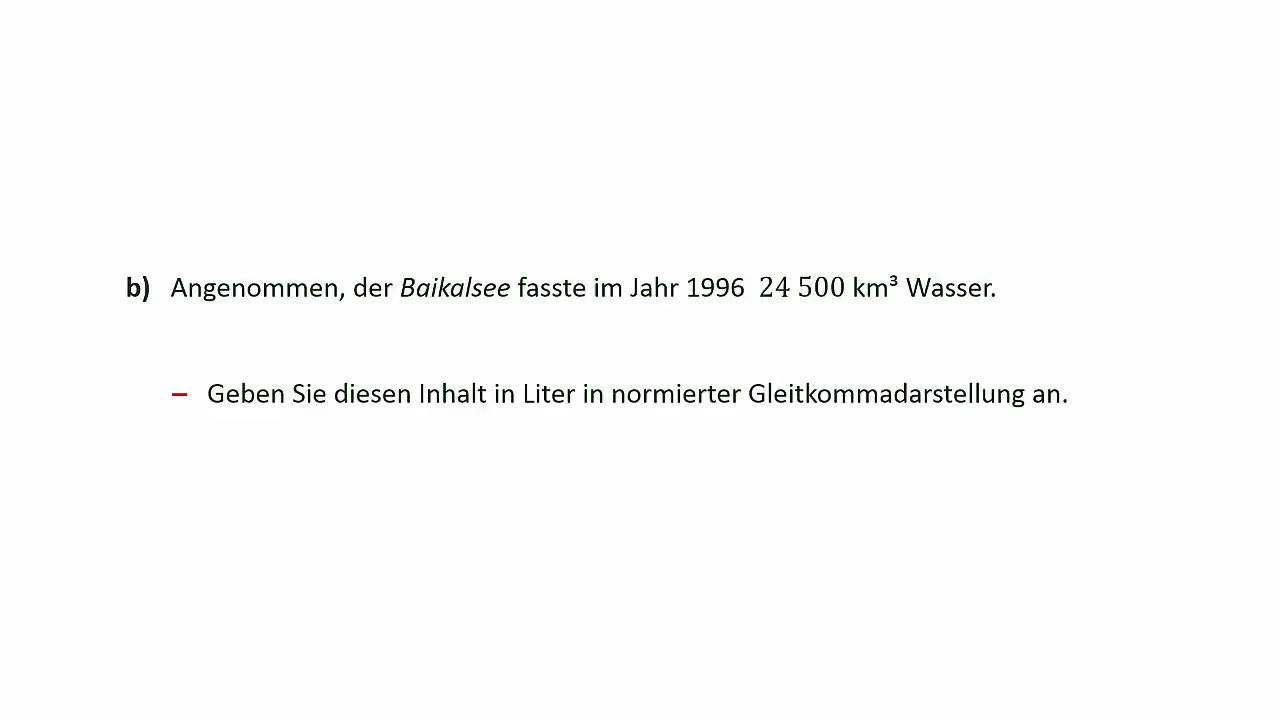 b) Angenommen, der Baikalsee fasste im Jahr 1996 24 500 km³ Wasser.
– Geben Sie diesen Inhalt in Liter in normierter Gleitkommadarstellung an.